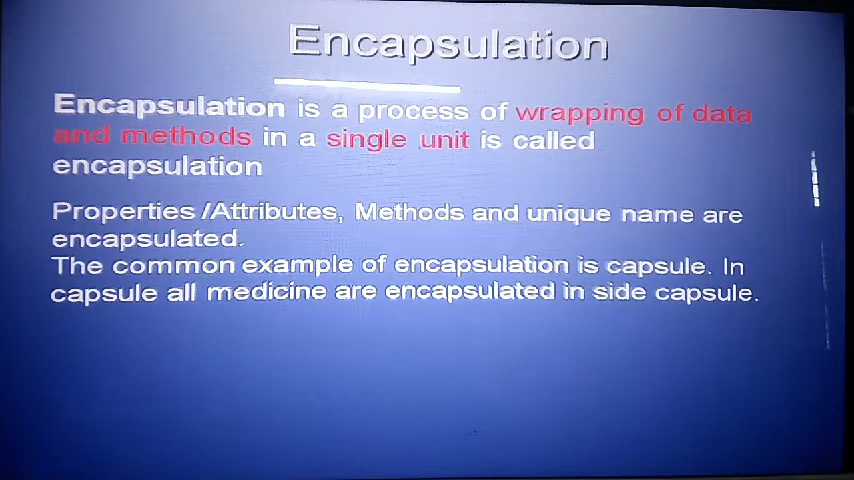 Encapsulation
Encapsulation is a process of wrapping of data
and methods in a single unit is called
encapsulation
Properties /Attributes, Methods and unique name are
encapsulated.
The common example of encapsulation is capsule. In
capsule all medicine are encapsulated in side capsule.